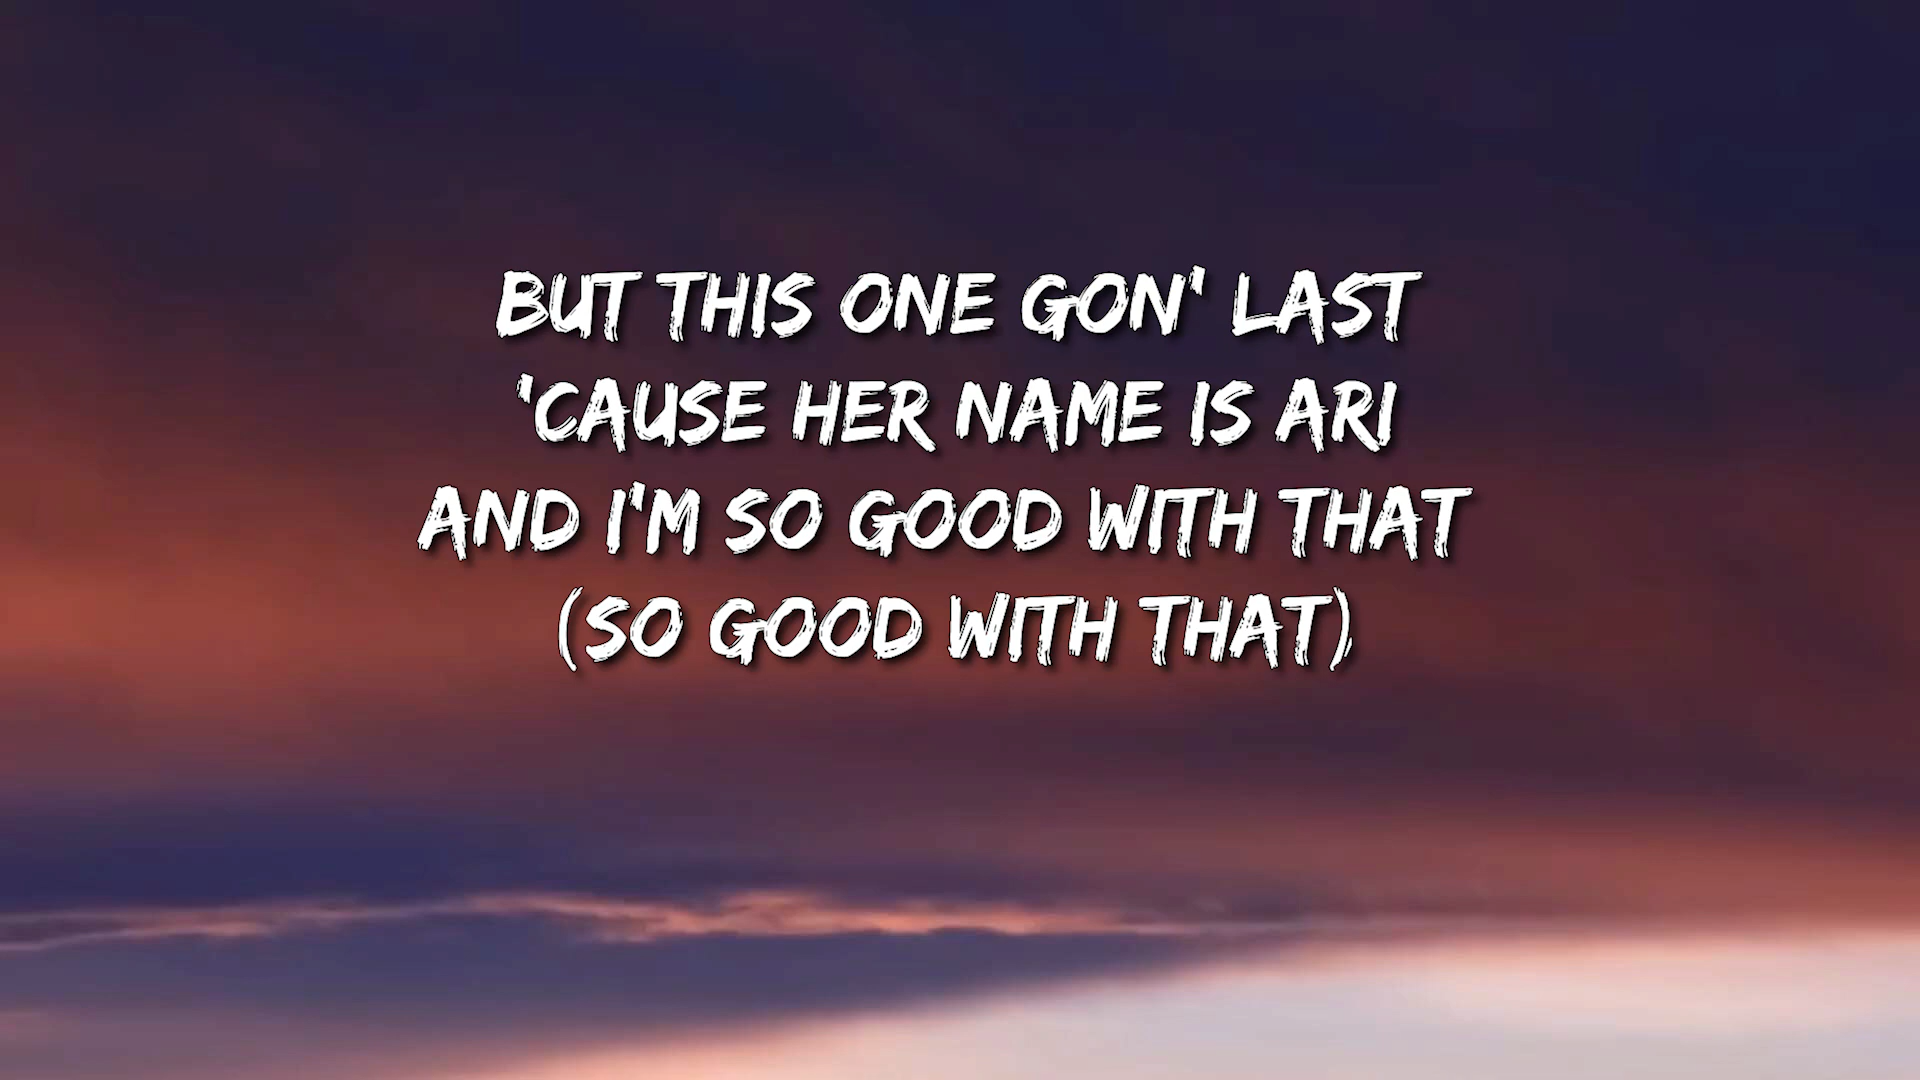 BUT THIS ONE GON' LAST
'CAUSE HER NAME IS ARI
AND I'M SO GOOD WITH THAT
(SO GOOD WITH THAT)